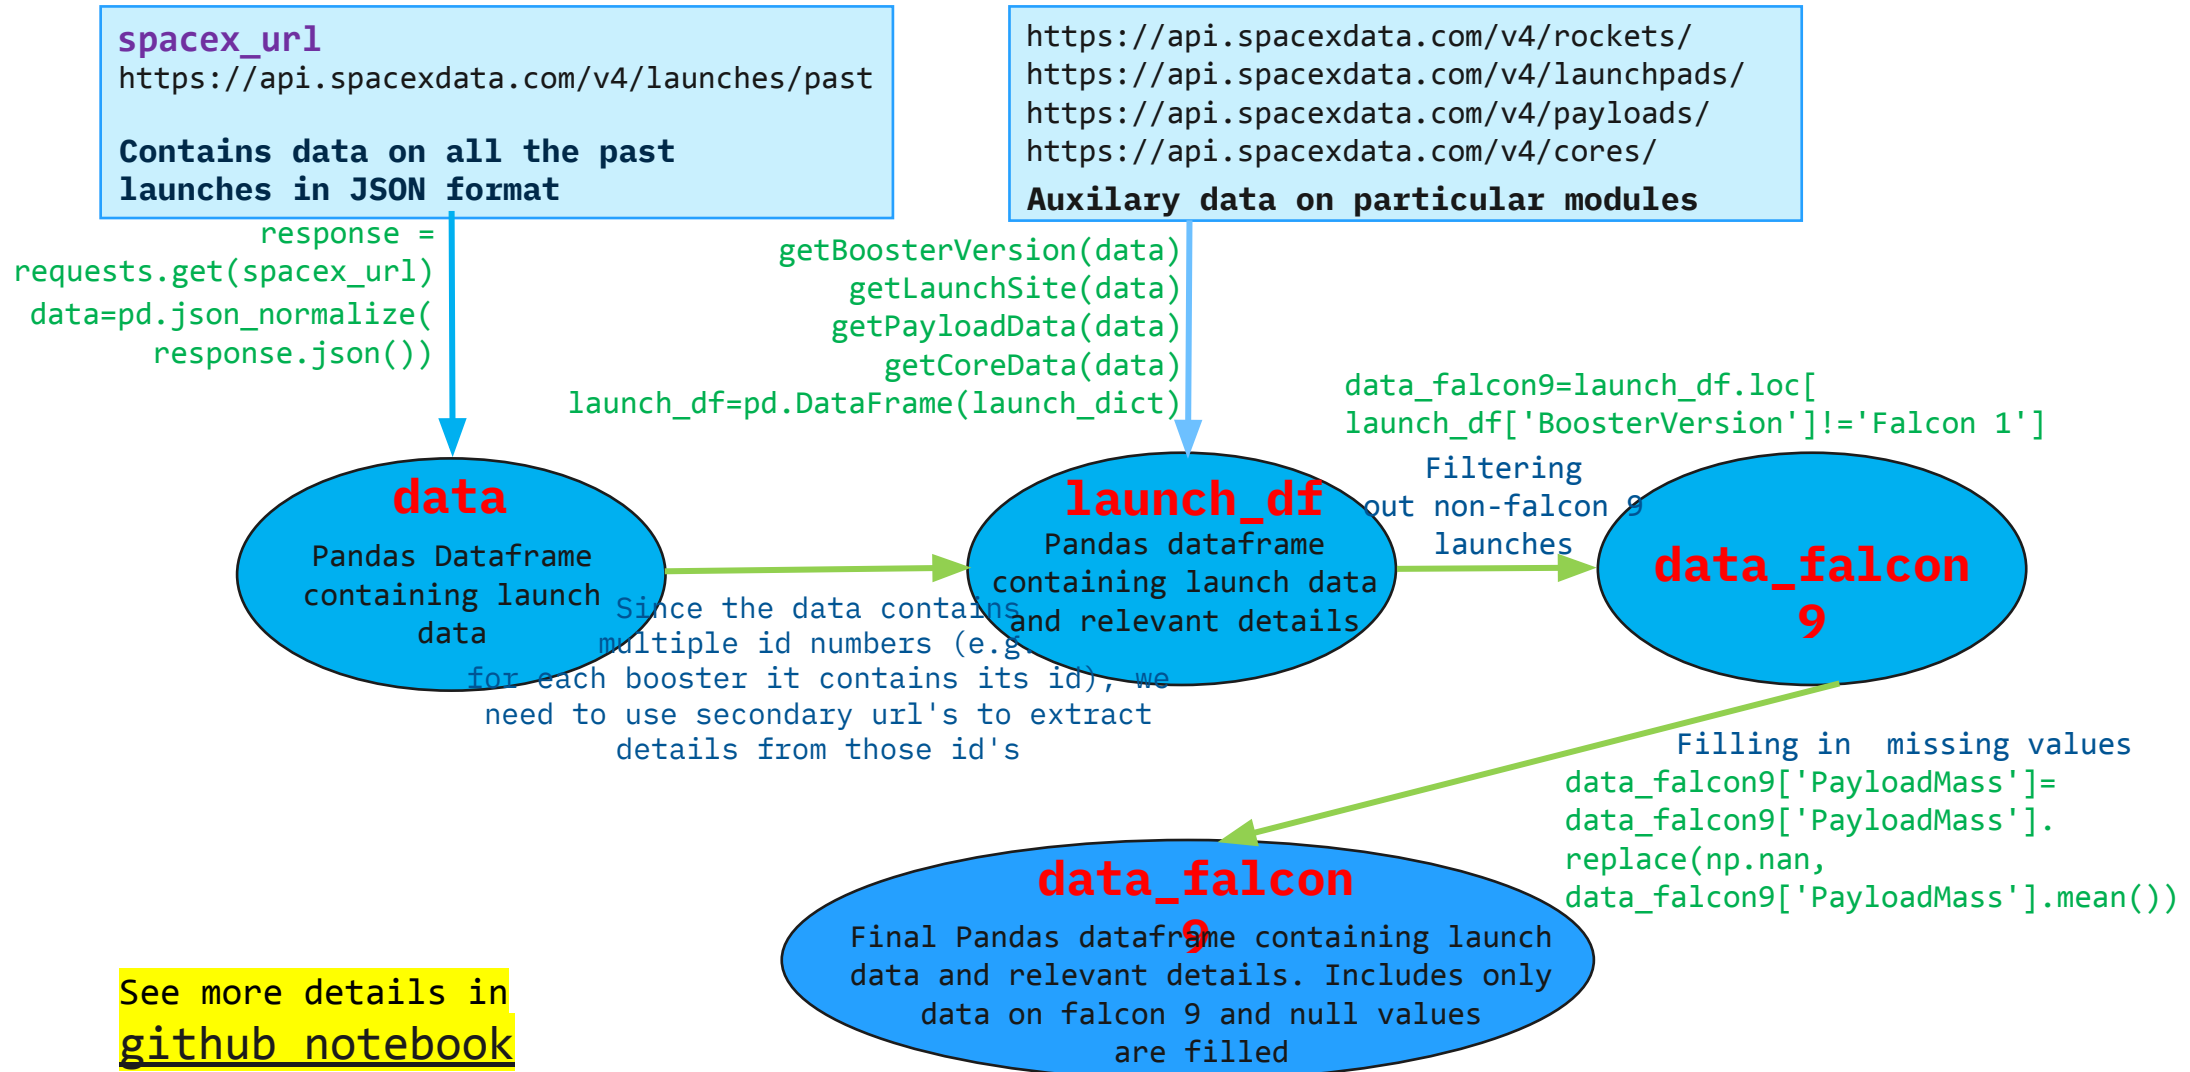 spacex_url
https://api.spacexdata.com/v4/launches/past
Contains data on all the past
launches in JSON format
https://api.spacexdata.com/v4/rockets/
https://api.spacexdata.com/v4/launchpads/
https://api.spacexdata.com/v4/payloads/
https://api.spacexdata.com/v4/cores/
Auxilary data on particular modules
response =
requests.get(spacex_url)
data=pd.json_normalize(
response.json())
getBoosterVersion(data)
getLaunchSite(data)
getPayloadData(data)
getCoreData(data)
launch_df=pd.DataFrame(launch_dict)
data_falcon9=launch_df.loc[
launch_df['BoosterVersion']!='Falcon 1']
data
Pandas Dataframe
containing launch
data
Since the data contains
multiple id numbers (e.g.
for each booster it contains its id), we
need to use secondary url's to extract
details from those id's
launch_df
Pandas dataframe
containing launch data
and relevant details
Filtering
out non-falcon 9
launches
data_falcon
9
Filling in  missing values
data_falcon9['PayloadMass']=
data_falcon9['PayloadMass'].
replace(np.nan,
data_falcon9['PayloadMass'].mean())
data_falcon
9
Final Pandas dataframe containing launch
data and relevant details. Includes only
data on falcon 9 and null values
are filled
See more details in
github notebook